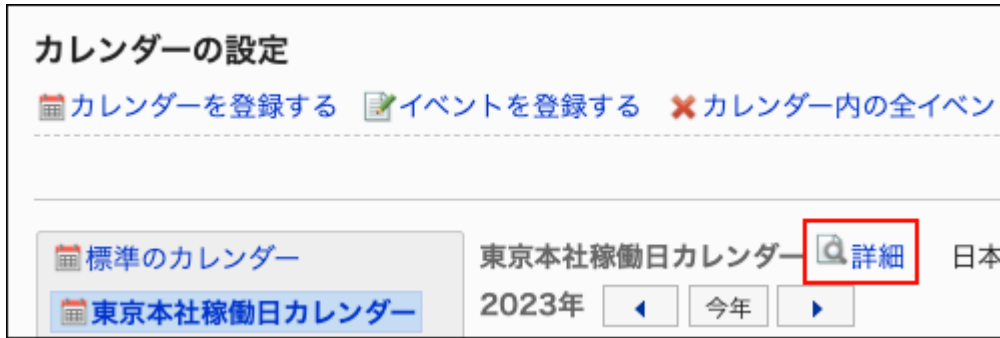 カレンダーの設定
カレンダーを登録する イベントを登録する カレンダー内の全イベン
標準のカレンダー
東京本社稼働日カレンダー
東京本社稼働日カレンダー 詳細 日本
2023年 今年